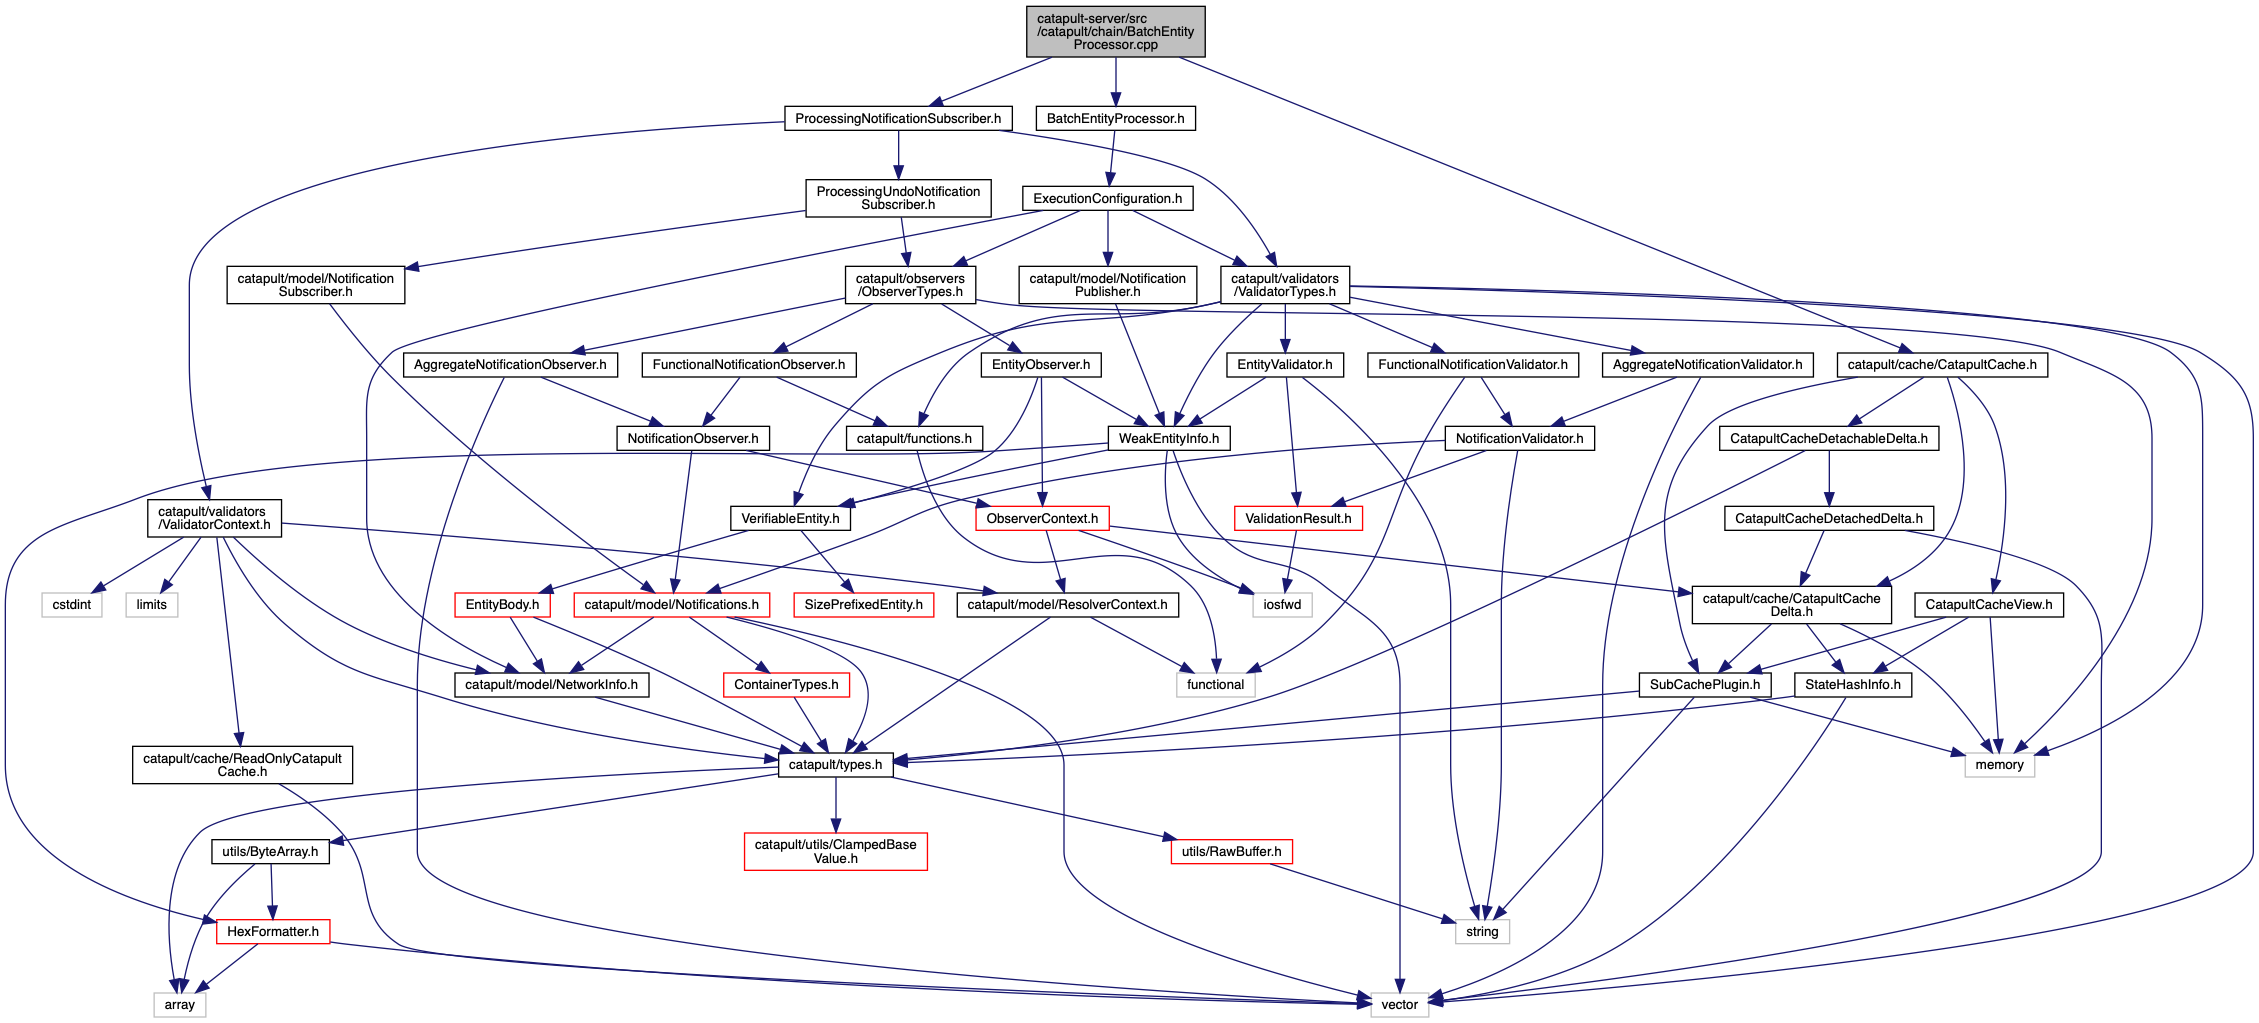 catapult-server/src
/catapult/chain/BatchEntity
Processor.cpp
ProcessingNotificationSubscriber.h
BatchEntityProcessor.h
ProcessingUndoNotification
Subscriber.h
ExecutionConfiguration.h
catapult/model/Notification
Subscriber.h
catapult/observers
/ObserverTypes.h
catapult/model/Notification
Publisher.h
catapult/validators
/ValidatorTypes.h
AggregateNotificationObserver.h
FunctionalNotificationObserver.h
EntityObserver.h
EntityValidator.h
FunctionalNotificationValidator.h
AggregateNotificationValidator.h
catapult/cache/CatapultCache.h
NotificationObserver.h
catapult/functions.h
WeakEntityInfo.h
NotificationValidator.h
CatapultCacheDetachableDelta.h
catapult/validators
/ValidatorContext.h
VerifiableEntity.h
ObserverContext.h
ValidationResult.h
CatapultCacheDetachedDelta.h
cstdint
limits
EntityBody.h
catapult/model/Notifications.h
SizePrefixedEntity.h
catapult/model/ResolverContext.h
iosfwd
catapult/cache/CatapultCache
Delta.h
CatapultCacheView.h
catapult/model/NetworkInfo.h
ContainerTypes.h
functional
SubCachePlugin.h
StateHashInfo.h
catapult/cache/ReadOnlyCatapult
Cache.h
catapult/types.h
memory
utils/ByteArray.h
catapult/utils/ClampedBase
Value.h
utils/RawBuffer.h
HexFormatter.h
string
array
vector